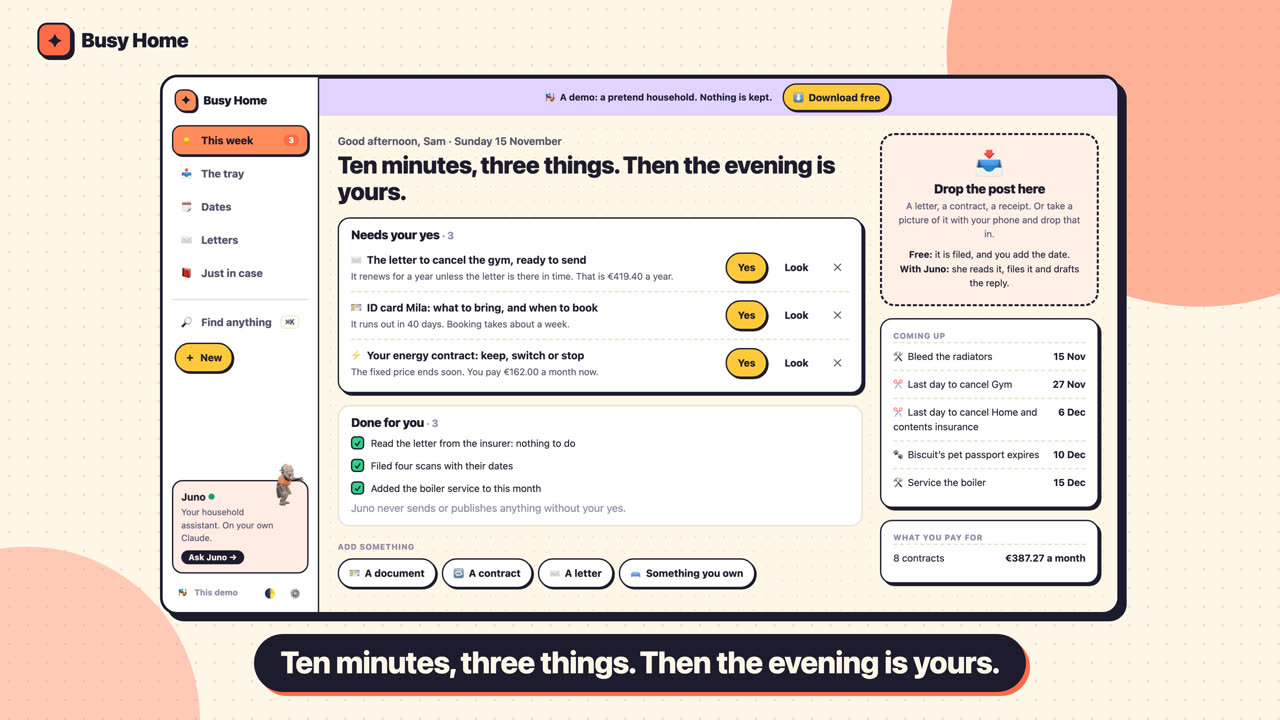 Busy Home
Busy Home
This week 3
The tray
Dates
Letters
Just in case
Find anything ⌘K
+ New
Juno
Your household
assistant. On your own
Claude.
Ask Juno →
This demo
A demo: a pretend household. Nothing is kept.
Download free
Good afternoon, Sam · Sunday 15 November
Ten minutes, three things. Then the evening is
yours.
Needs your yes · 3
The letter to cancel the gym, ready to send
It renews for a year unless the letter is there in time. That is €419.40 a year.
Yes Look ×
ID card Mila: what to bring, and when to book
It runs out in 40 days. Booking takes about a week.
Yes Look ×
Your energy contract: keep, switch or stop
The fixed price ends soon. You pay €162.00 a month now.
Yes Look ×
Done for you · 3
Read the letter from the insurer: nothing to do
Filed four scans with their dates
Added the boiler service to this month
Juno never sends or publishes anything without your yes.
ADD SOMETHING
A document
A contract
A letter
Something you own
Drop the post here
A letter, a contract, a receipt. Or take a
picture of it with your phone and drop that
in.
Free: it is filed, and you add the date.
With Juno: she reads it, files it and drafts
the reply.
COMING UP
Bleed the radiators 15 Nov
Last day to cancel Gym 27 Nov
Last day to cancel Home and 6 Dec
contents insurance
Biscuit's pet passport expires 10 Dec
Service the boiler 15 Dec
WHAT YOU PAY FOR
8 contracts €387.27 a month
Ten minutes, three things. Then the evening is yours.